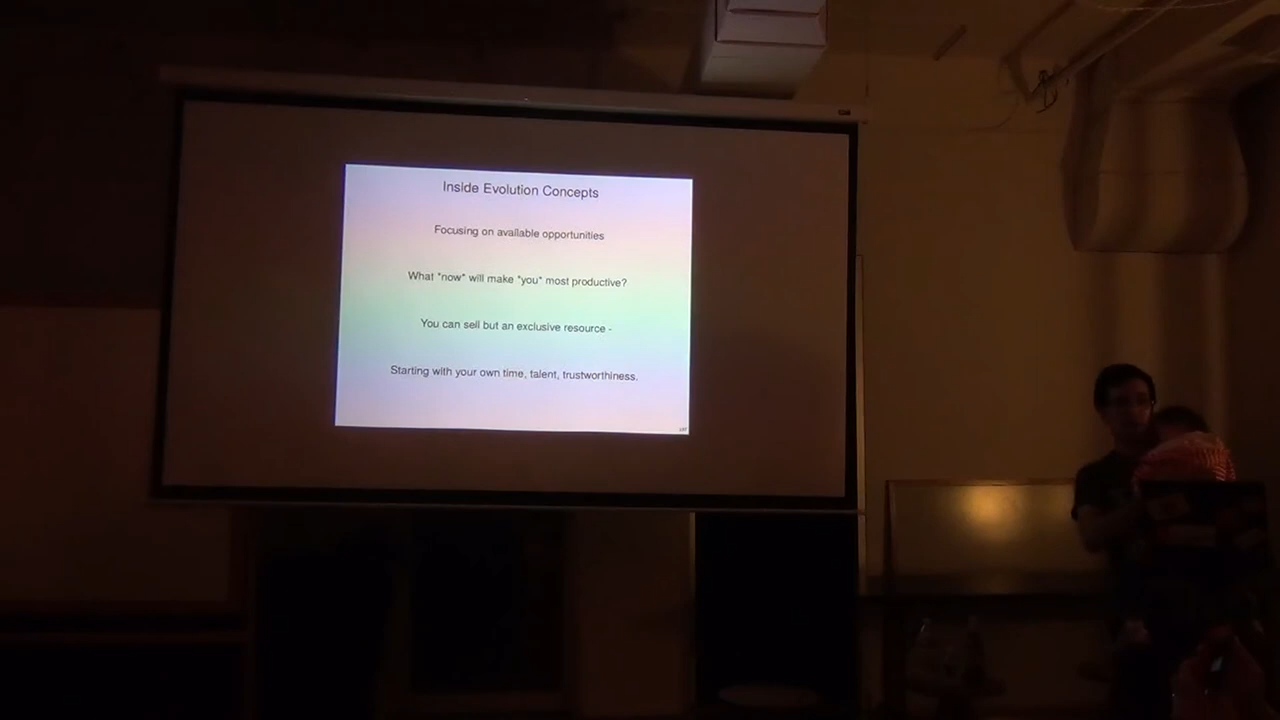 Inside Evolution Concepts
Focusing on available opportunities
What *now* will make *you* most productive?
You can sell but an exclusive resource -
Starting with your own time, talent, trustworthiness.